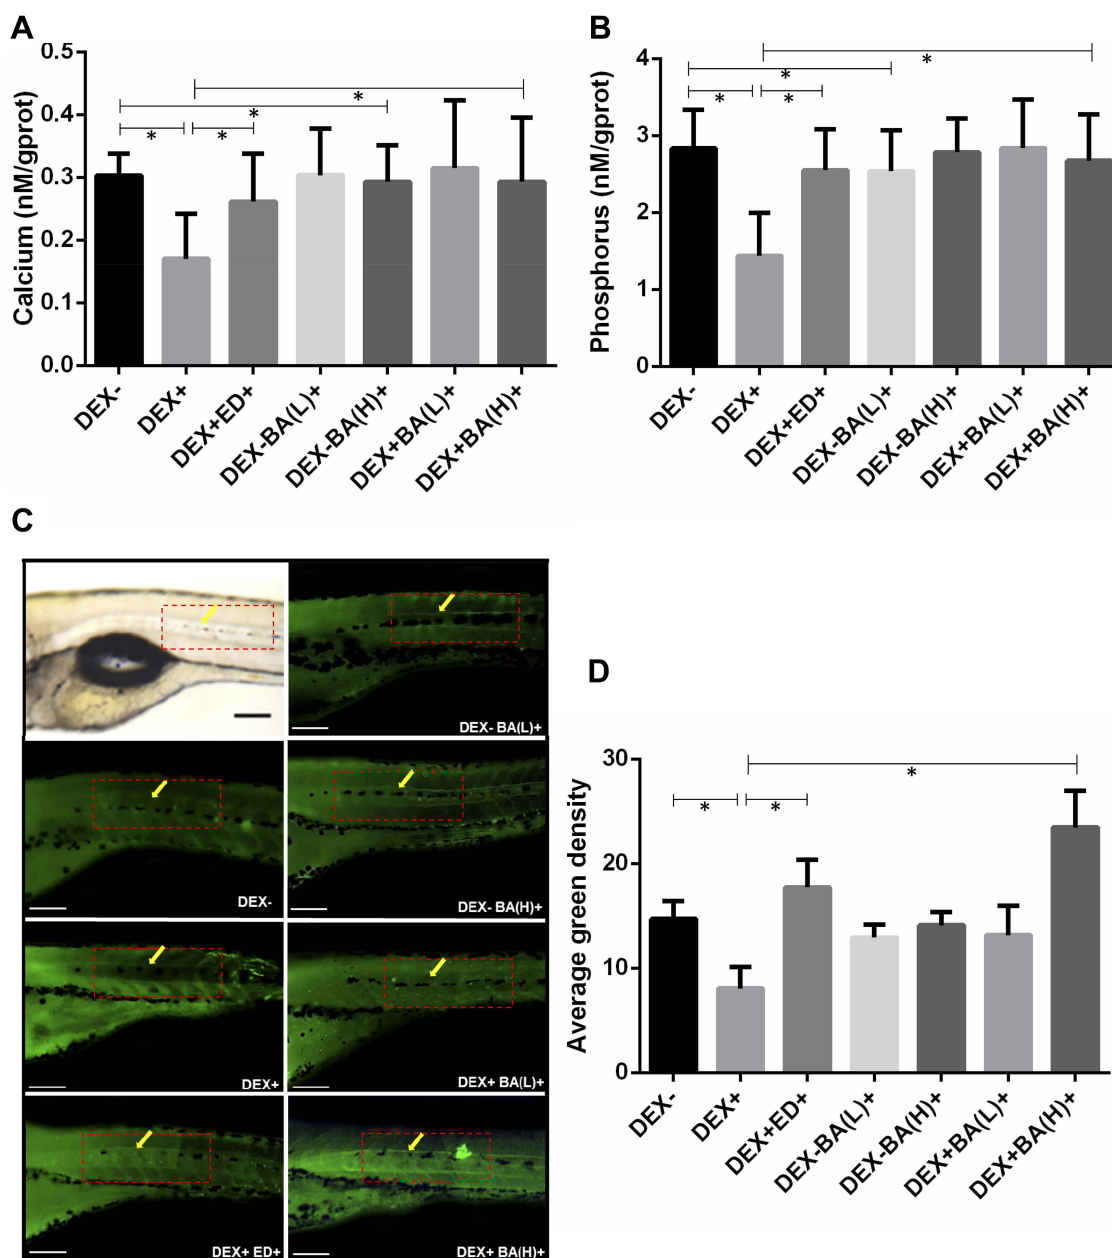 A
Calcium (nM/gprot)
0.5
0.4
0.3
0.2
0.1
0.0
*
*
*
*
DEX-
DEX+
DEX+ED+
DEX-BA(L)+
DEX-BA(H)+
DEX+BA(L)+
DEX+BA(H)+
B
Phosphorus (nM/gprot)
4
3
2
1
0
*
*
*
*
DEX-
DEX+
DEX+ED+
DEX-BA(L)+
DEX-BA(H)+
DEX+BA(L)+
DEX+BA(H)+
C
DEX- BA(L)+
DEX-
DEX- BA(H)+
DEX+
DEX+ BA(L)+
DEX+ ED+
DEX+ BA(H)+
D
Average green density
30
20
10
0
*
*
*
DEX-
DEX+
DEX+ED+
DEX-BA(L)+
DEX-BA(H)+
DEX+BA(L)+
DEX+BA(H)+